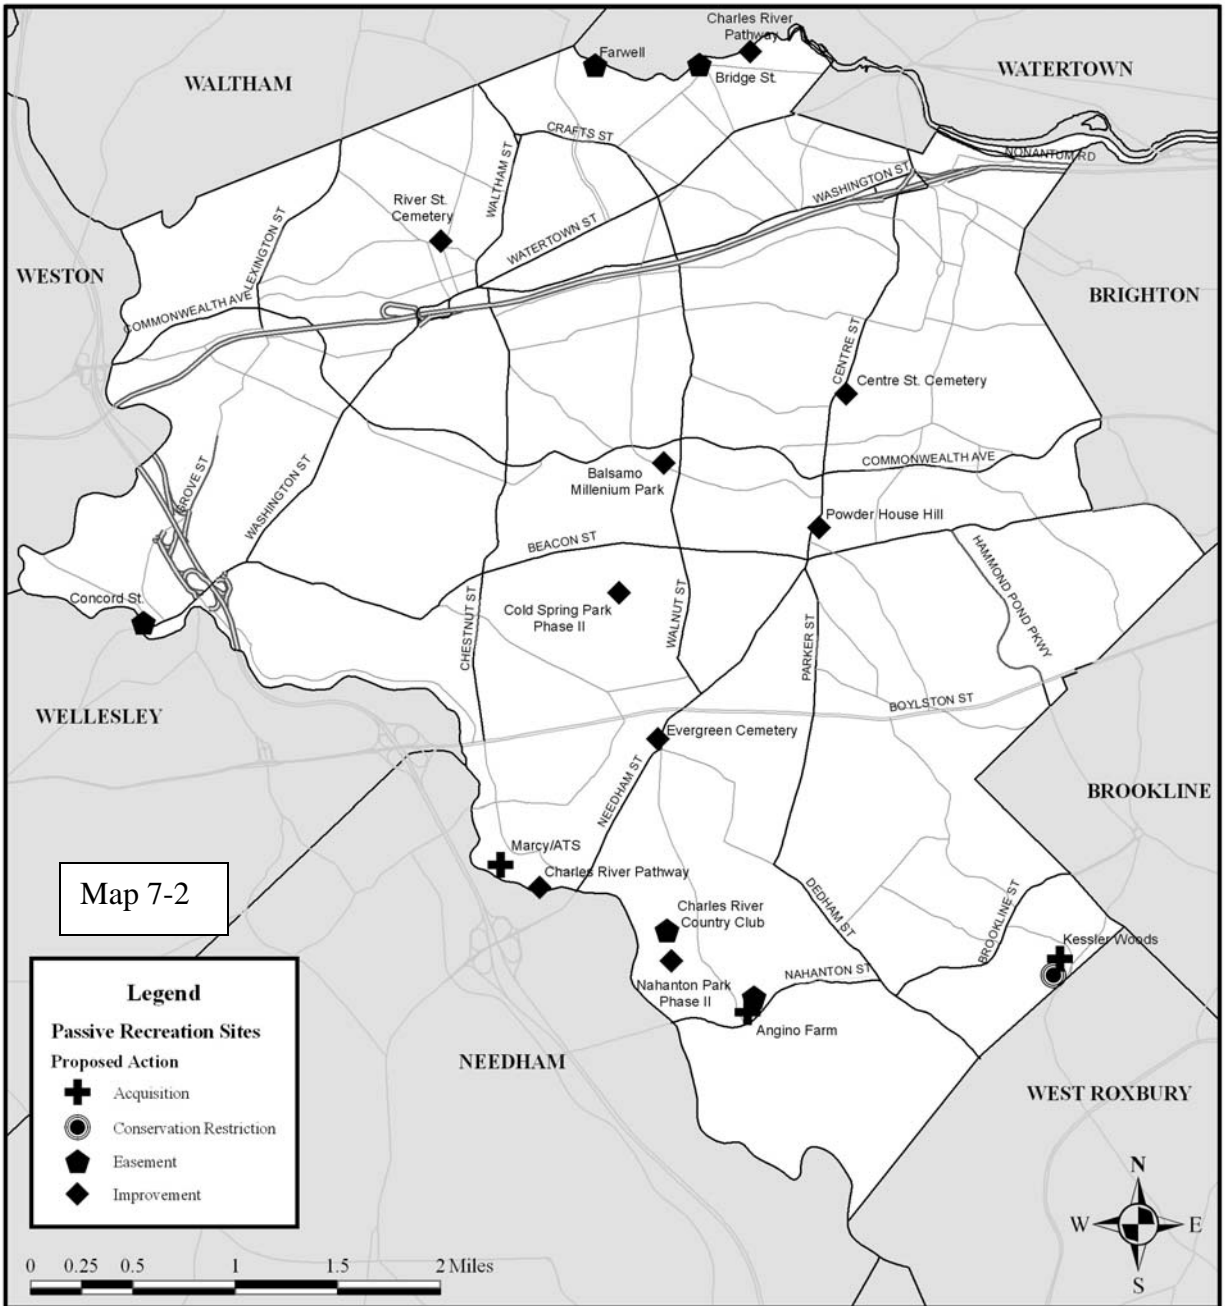 Charles River
Pathway
Farwell
WALTHAM
WATERTOWN
Bridge St.
CRAFTS ST
NONANTUM RD
WALTHAM ST
WASHINGTON ST
River St.
Cemetery
LEXINGTON ST
WATERTOWN ST
WESTON
COMMONWEALTH AVE
BRIGHTON
CENTRE ST
Centre St. Cemetery
COMMONWEALTH AVE
Balsamo
Millenium Park
GROVE ST
WASHINGTON ST
Powder House Hill
BEACON ST
HAMMOND POND PKWY
Concord St.
Cold Spring Park
Phase II
CHESTNUT ST
WALNUT ST
PARKER ST
BOYLSTON ST
WELLESLEY
Evergreen Cemetery
NEEDHAM ST
BROOKLINE
Marcy/ATS
Charles River Pathway
Map 7-2
DEDHAM ST
BROOKLINE ST
Charles River
Country Club
Kessler Woods
NAHANTON ST
Nahanton Park
Phase II
Angino Farm
NEEDHAM
WEST ROXBURY
Legend
Passive Recreation Sites
Proposed Action
Acquisition
Conservation Restriction
Easement
Improvement
N
W E
S
0 0.25 0.5 1 1.5 2 Miles